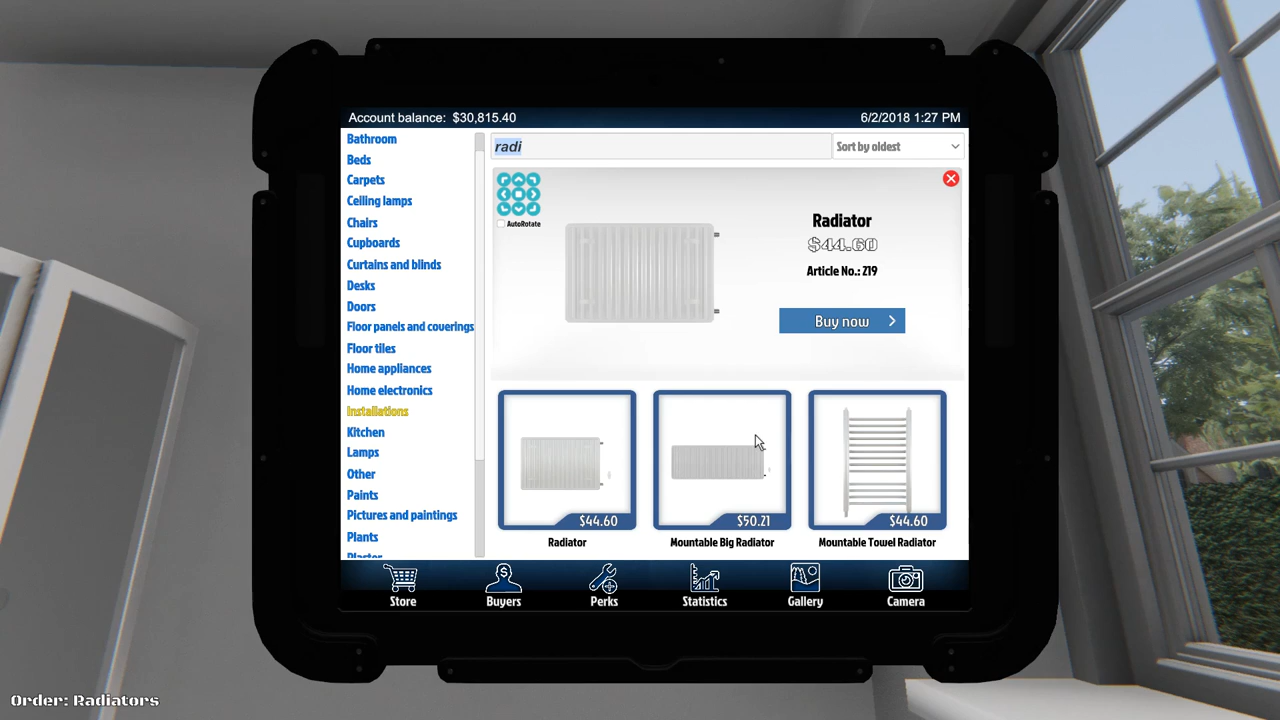 Account balance: $30,815.40
6/2/2018 1:27 PM
Bathroom
Beds
Carpets
Ceiling lamps
Chairs
Cupboards
Curtains and blinds
Desks
Doors
Floor panels and coverings
Floor tiles
Home appliances
Home electronics
Installations
Kitchen
Lamps
Other
Paints
Pictures and paintings
Plants
Plaster
radi
Sort by oldest
AutoRotate
Radiator
$44.60
Article No.: Z19
Buy now
$44.60
$50.21
$44.60
Radiator
Mountable Big Radiator
Mountable Towel Radiator
Store
Buyers
Perks
Statistics
Gallery
Camera
Order: Radiators